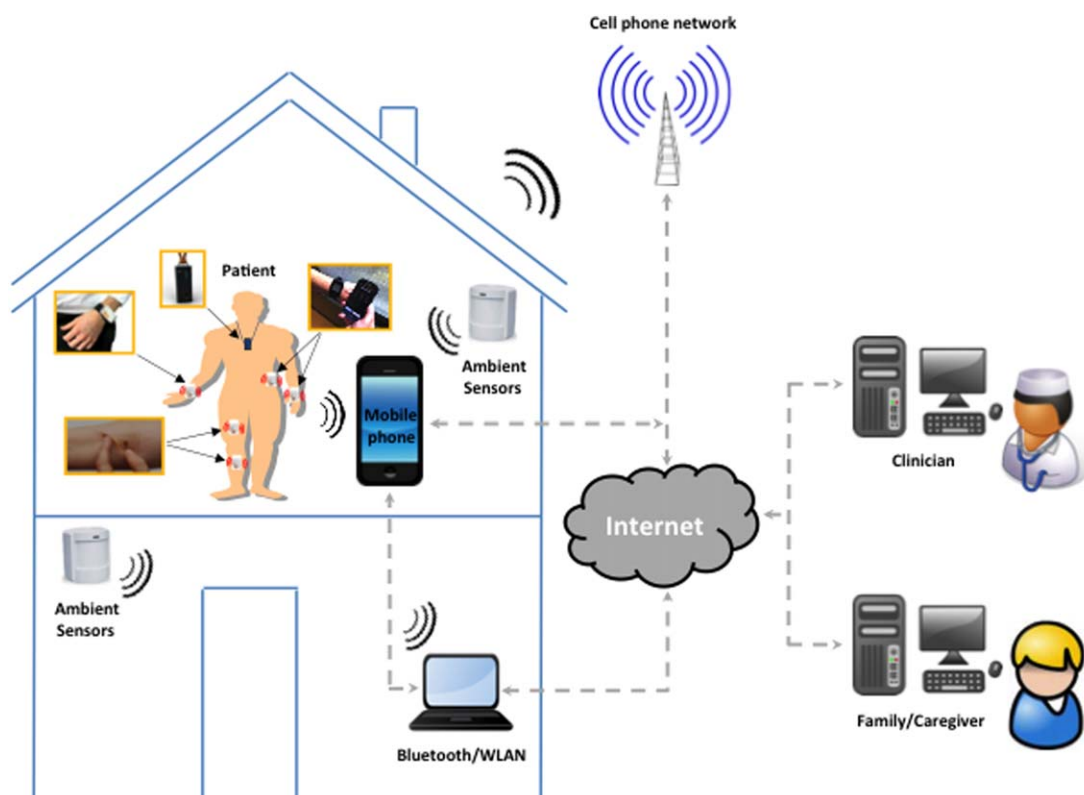 Cell phone network
Patient
Ambient
Sensors
Mobile
phone
Clinician
Internet
Ambient
Sensors
Family/Caregiver
Bluetooth/WLAN